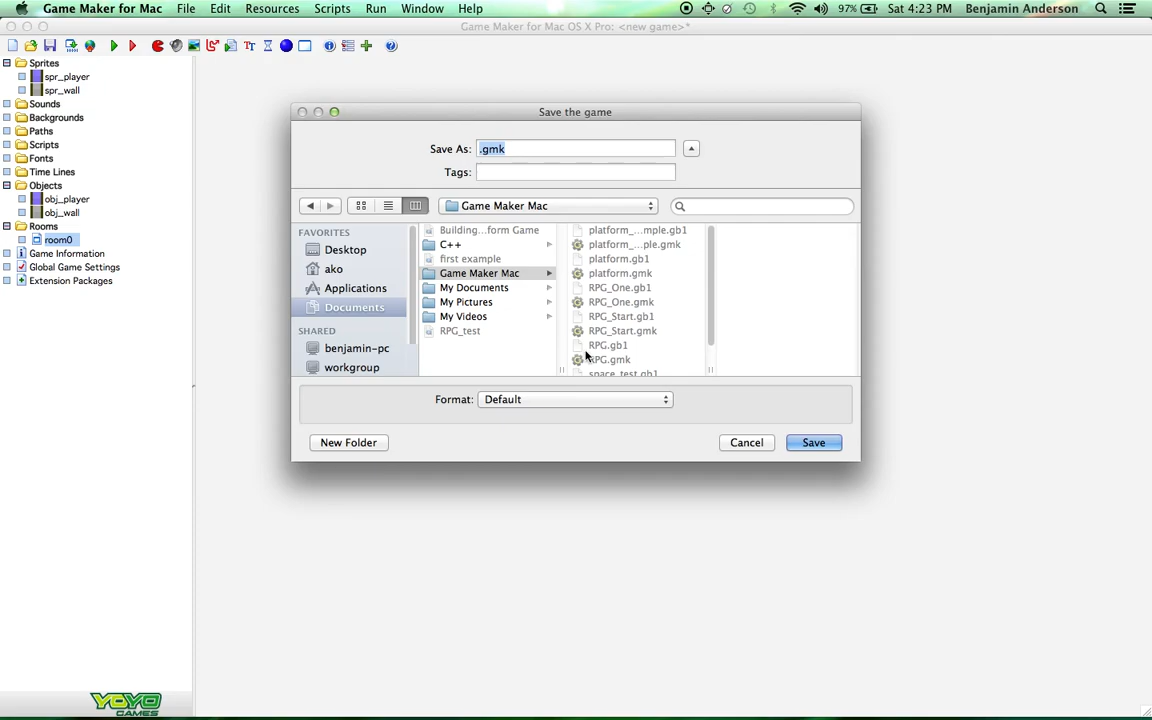 Game Maker for Mac File Edit Resources Scripts Run Window Help 97% Sat 4:23 PM Benjamin Anderson
Game Maker for Mac OS X Pro: <new game>*
Sprites
spr_player
spr_wall
Sounds
Backgrounds
Paths
Scripts
Fonts
Time Lines
Objects
obj_player
obj_wall
Rooms
room0
Game Information
Global Game Settings
Extension Packages
YOYO
GAMES
Save the game
Save As: .gmk
Tags:
Game Maker Mac
FAVORITES
Desktop
ako
Applications
Documents
SHARED
benjamin-pc
workgroup
Building...form Game
C++
first example
Game Maker Mac
My Documents
My Pictures
My Videos
RPG_test
platform_...mple.gb1
platform_...ple.gmk
platform.gb1
platform.gmk
RPG_One.gb1
RPG_One.gmk
RPG_Start.gb1
RPG_Start.gmk
RPG.gb1
RPG.gmk
space_test.gb1
Format: Default
New Folder Cancel Save